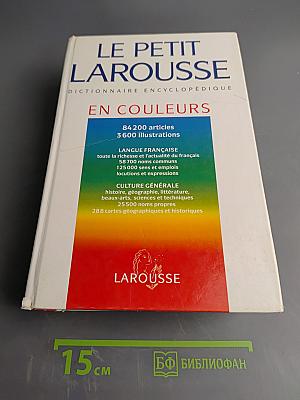 LE PETIT
LAROUSSE
DICTIONNAIRE ENCYCLOPÉDIQUE
EN COULEURS
84 200 articles
3 600 illustrations
LANGUE FRANÇAISE
toute la richesse et l'actualité du français
58 700 noms communs
125 000 sens et emplois
locutions et expressions
CULTURE GÉNÉRALE
histoire, géographie, littérature,
beaux-arts, sciences et techniques
25 500 noms propres
288 cartes géographiques et historiques
LAROUSSE
15 СМ
БФ БИБЛИОФАН